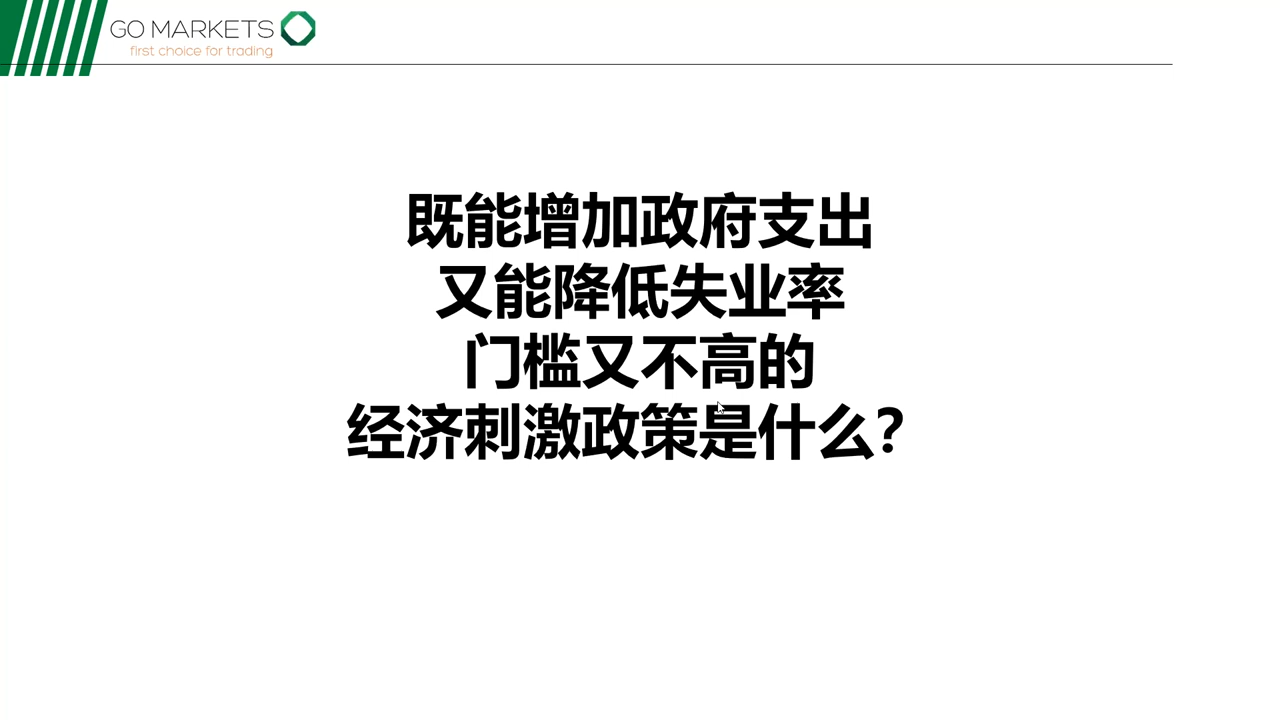 GO MARKETS
first choice for trading
既能增加政府支出
又能降低失业率
门槛又不高的
经济刺激政策是什么？